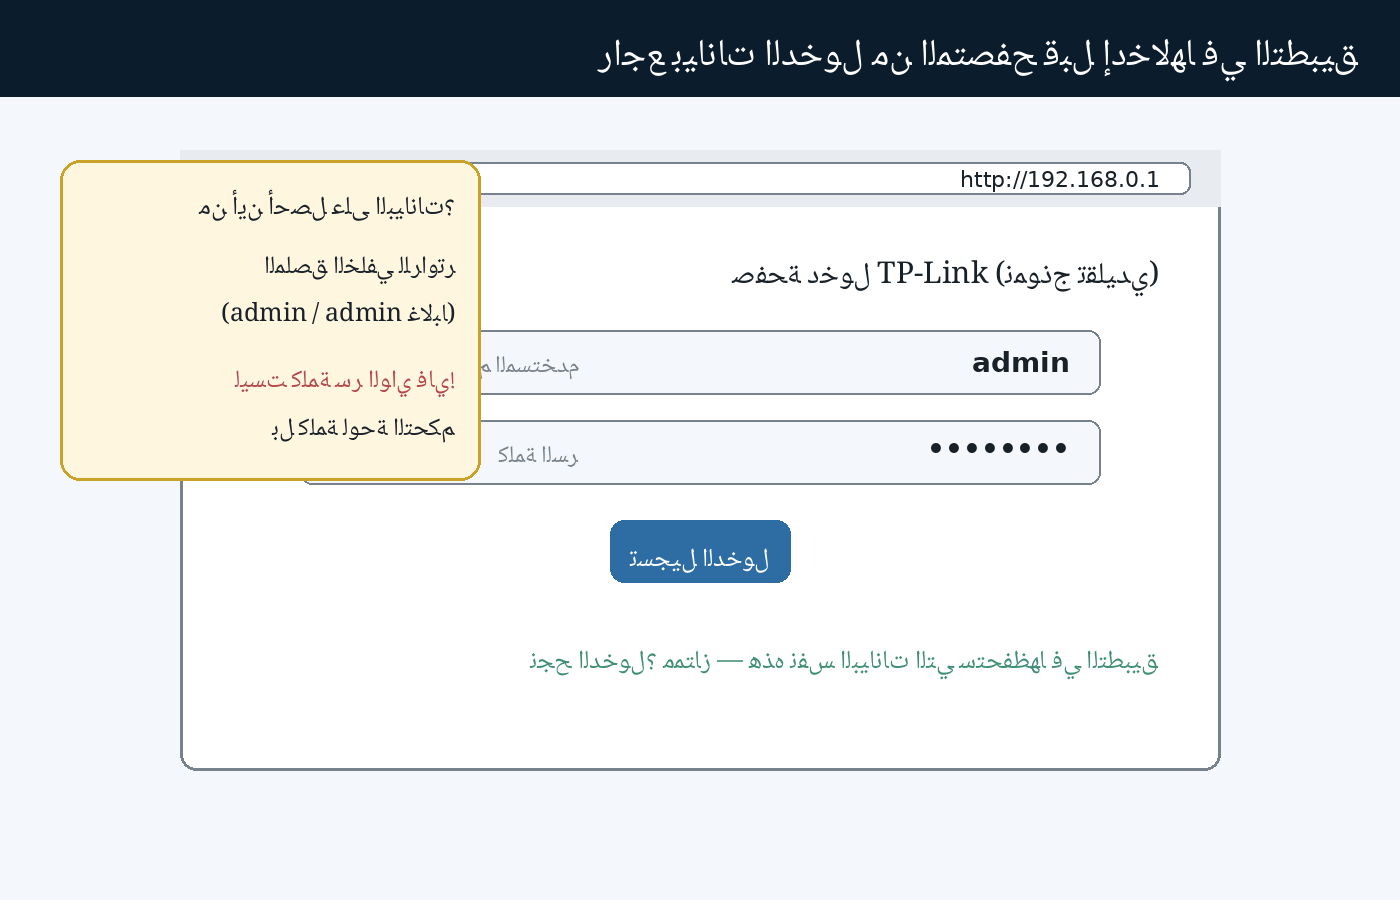 راجع بيانات الدخول من المتصفح قبل إدخالها في التطبيق
http://192.168.0.1
من أين أحصل على البيانات؟
الملصق الخلفي للراوتر
(admin / admin غالبا)
ليست كلمة سر الواي فاي!
بل كلمة لوحة التحكم
صفحة دخول TP-Link (نموذج تقليدي)
المستخدم
admin
كلمة السر
••••••••
تسجيل الدخول
نجح الدخول؟ ممتاز — هذه نفس البيانات التي ستحفظها في التطبيق